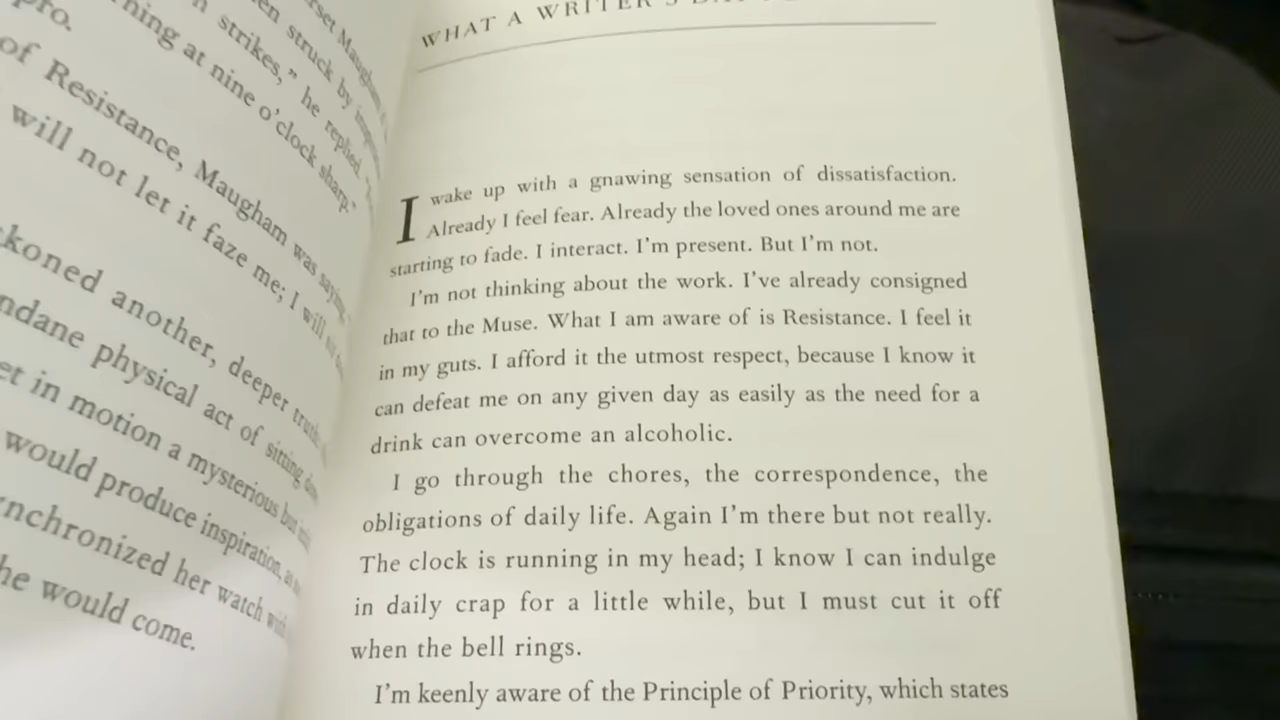 pro.
of Resistance, Maugham was saying,
will not let it faze me; I will
another, deeper
physical act of sitting
in motion a mysterious but
would produce inspiration, as
her watch with
he would come.
rset Maugham
struck by
strikes," he replied.
at nine o'clock sharp."
WHAT A WRITER'S
I wake up with a gnawing sensation of dissatisfaction.
Already I feel fear. Already the loved ones around me are
starting to fade. I interact. I'm present. But I'm not.
I'm not thinking about the work. I've already consigned
that to the Muse. What I am aware of is Resistance. I feel it
in my guts. I afford it the utmost respect, because I know it
can defeat me on any given day as easily as the need for a
drink can overcome an alcoholic.
I go through the chores, the correspondence, the
obligations of daily life. Again I'm there but not really.
The clock is running in my head; I know I can indulge
in daily crap for a little while, but I must cut it off
when the bell rings.
I'm keenly aware of the Principle of Priority, which states